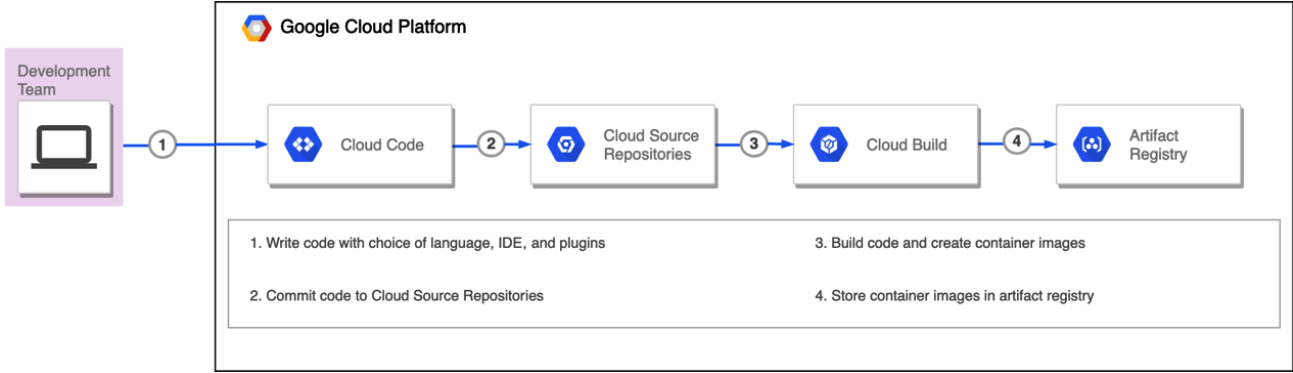 Google Cloud Platform
Development
Team
1
Cloud Code
2
Cloud Source
Repositories
3
Cloud Build
4
Artifact
Registry
1. Write code with choice of language, IDE, and plugins
2. Commit code to Cloud Source Repositories
3. Build code and create container images
4. Store container images in artifact registry